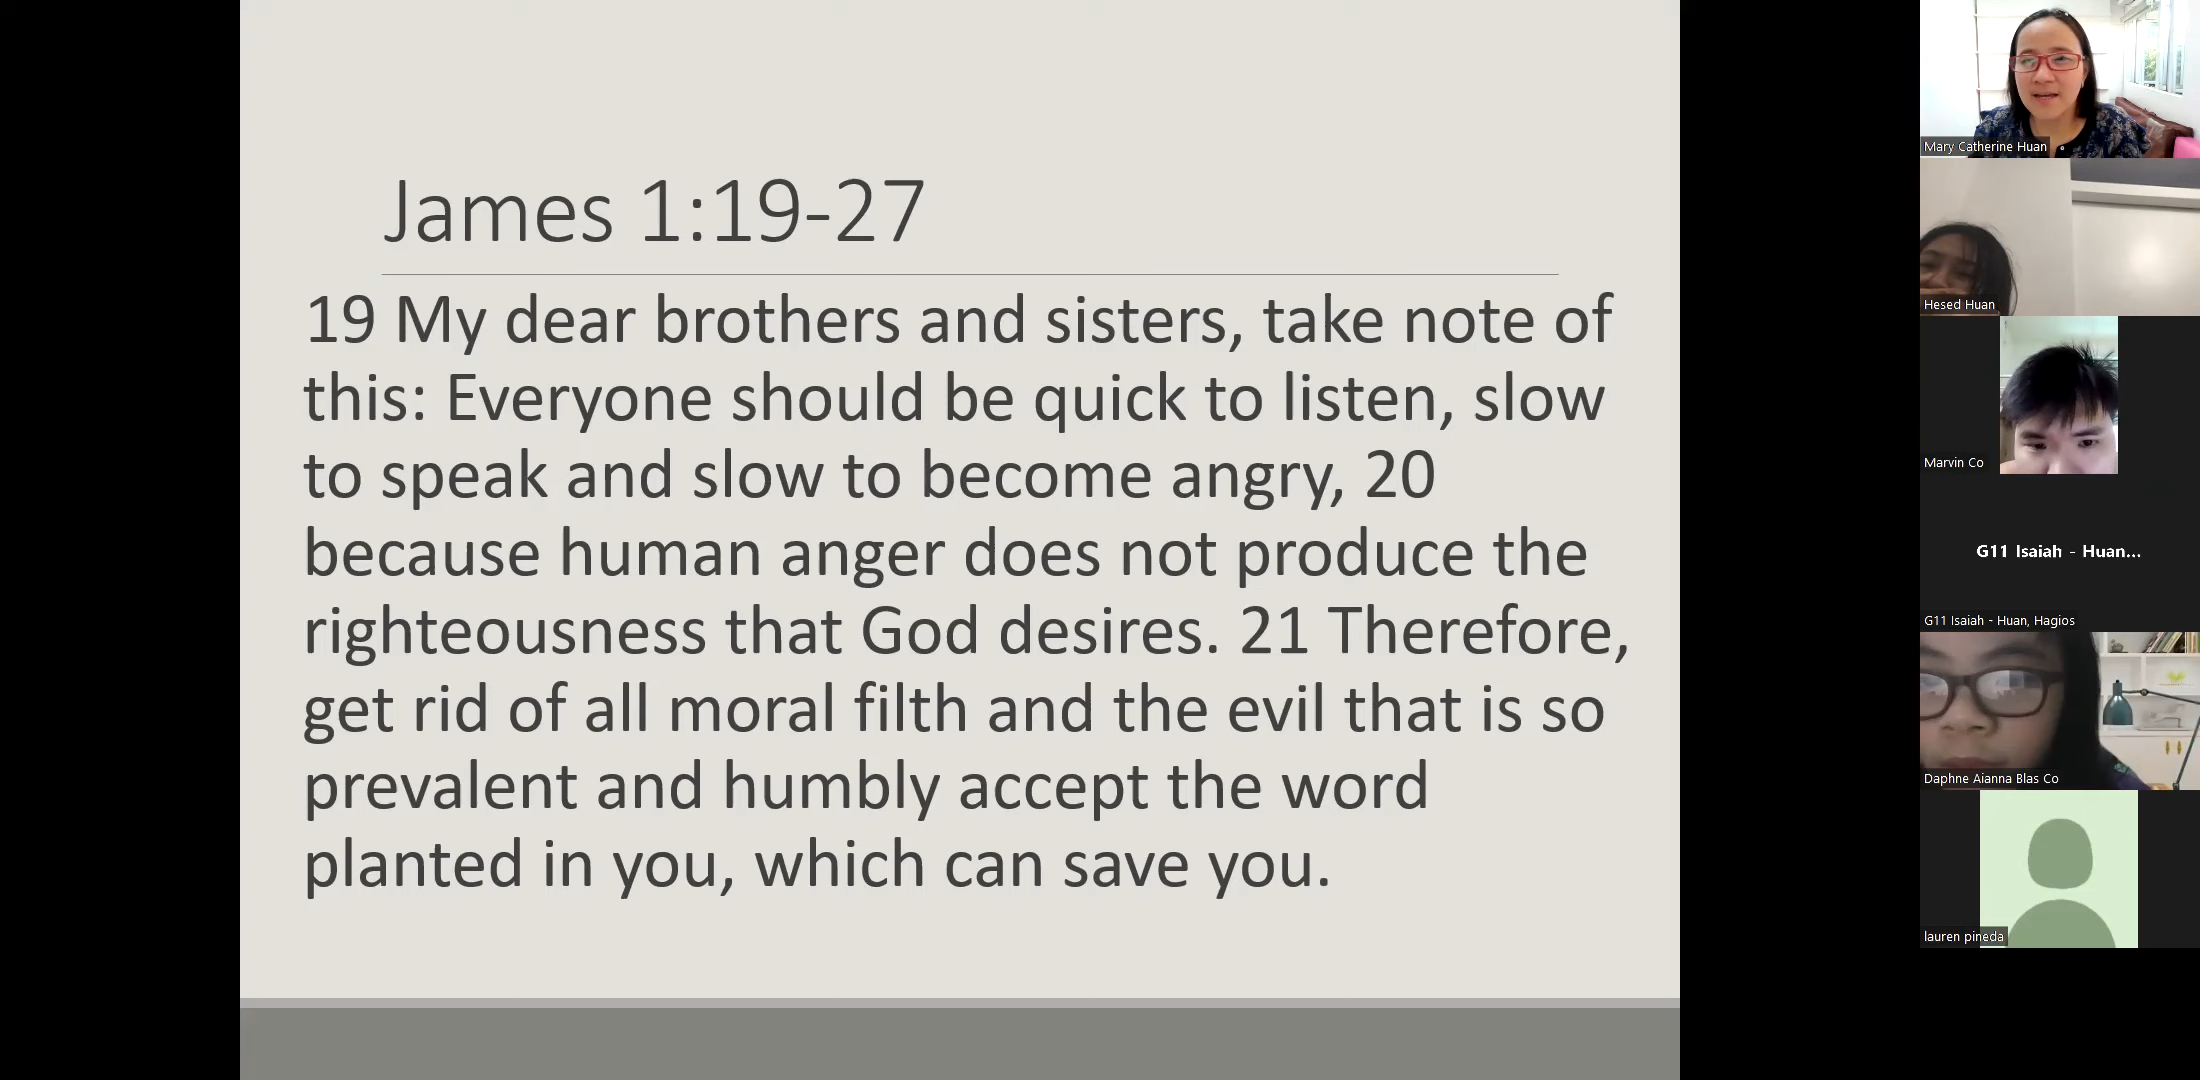 James 1:19-27
19 My dear brothers and sisters, take note of
this: Everyone should be quick to listen, slow
to speak and slow to become angry, 20
because human anger does not produce the
righteousness that God desires. 21 Therefore,
get rid of all moral filth and the evil that is so
prevalent and humbly accept the word
planted in you, which can save you.
Mary Catherine Huan
Hesed Huan
Marvin Co
G11 Isaiah - Huan...
G11 Isaiah - Huan, Hagios
Daphne Aianna Blas Co
lauren pineda